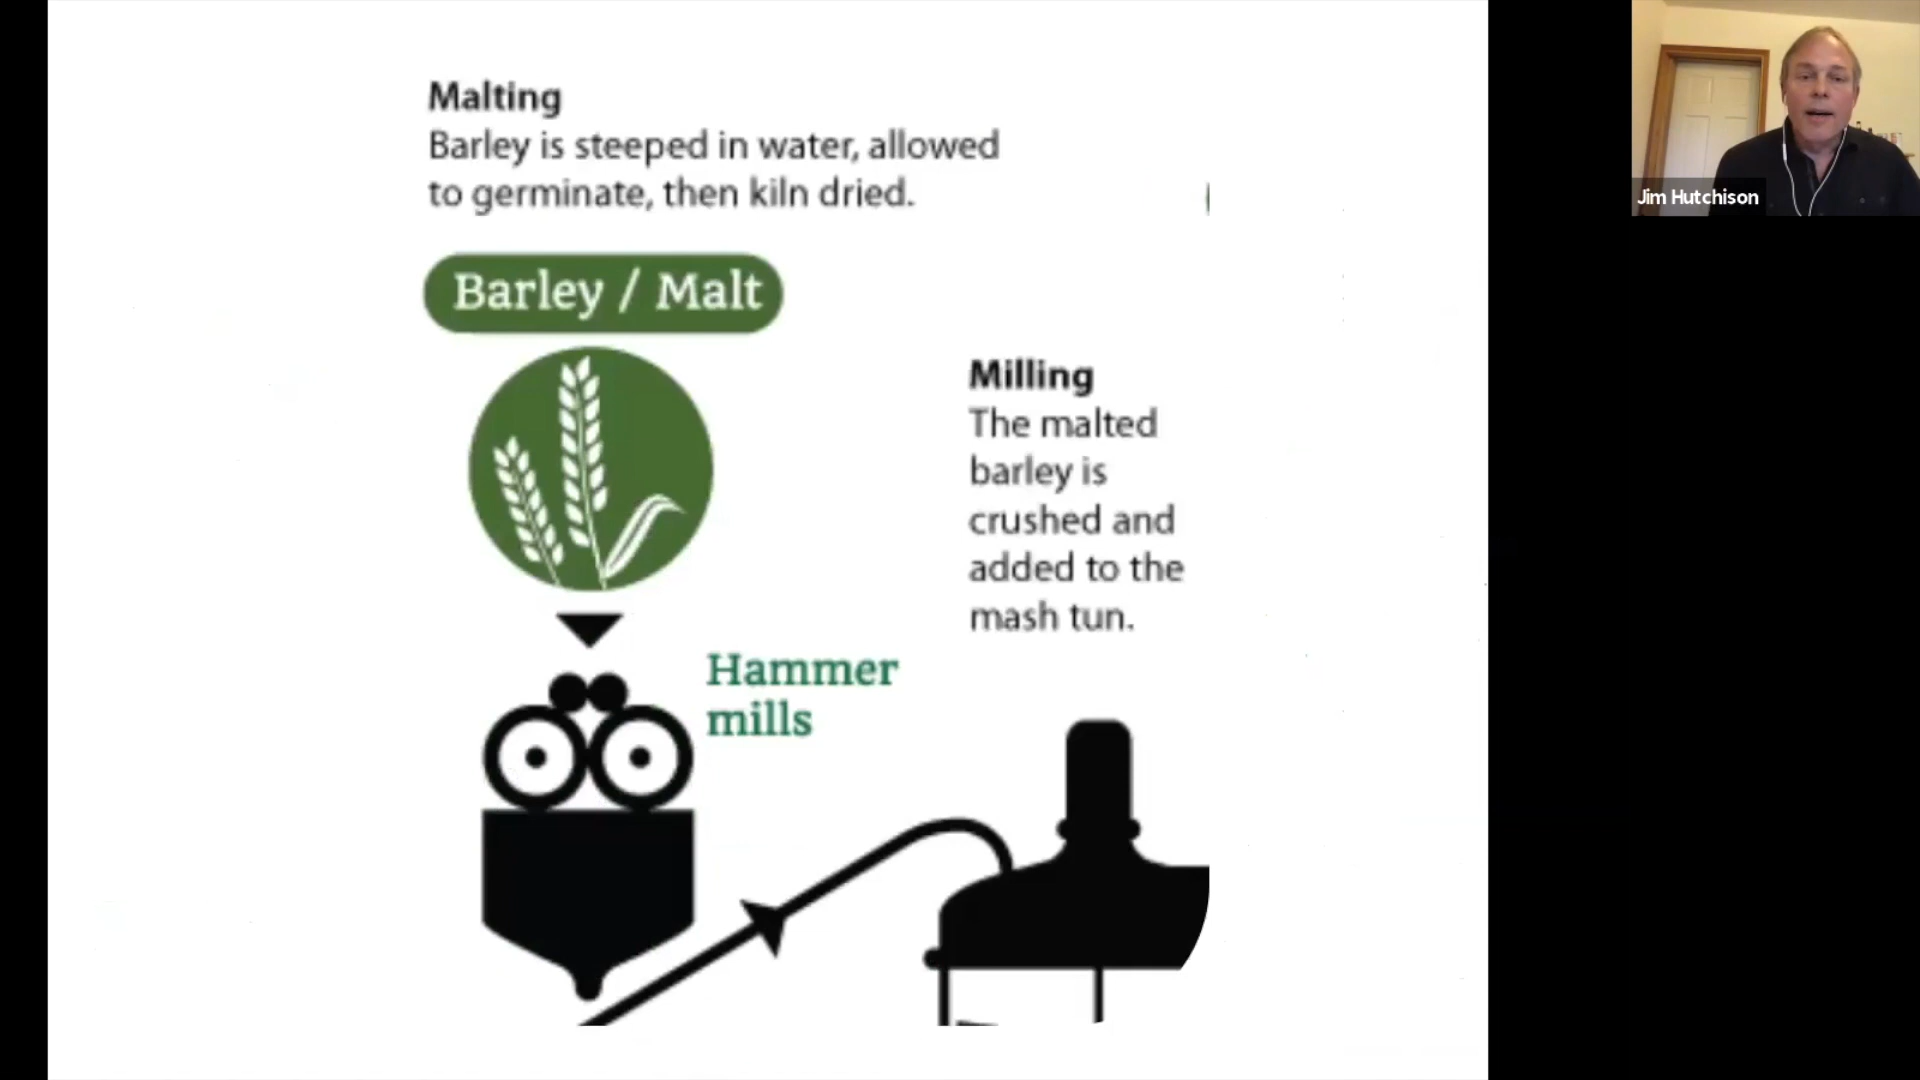 Malting
Barley is steeped in water, allowed
to germinate, then kiln dried.
Barley / Malt
Milling
The malted
barley is
crushed and
added to the
mash tun.
Hammer
mills
Jim Hutchison